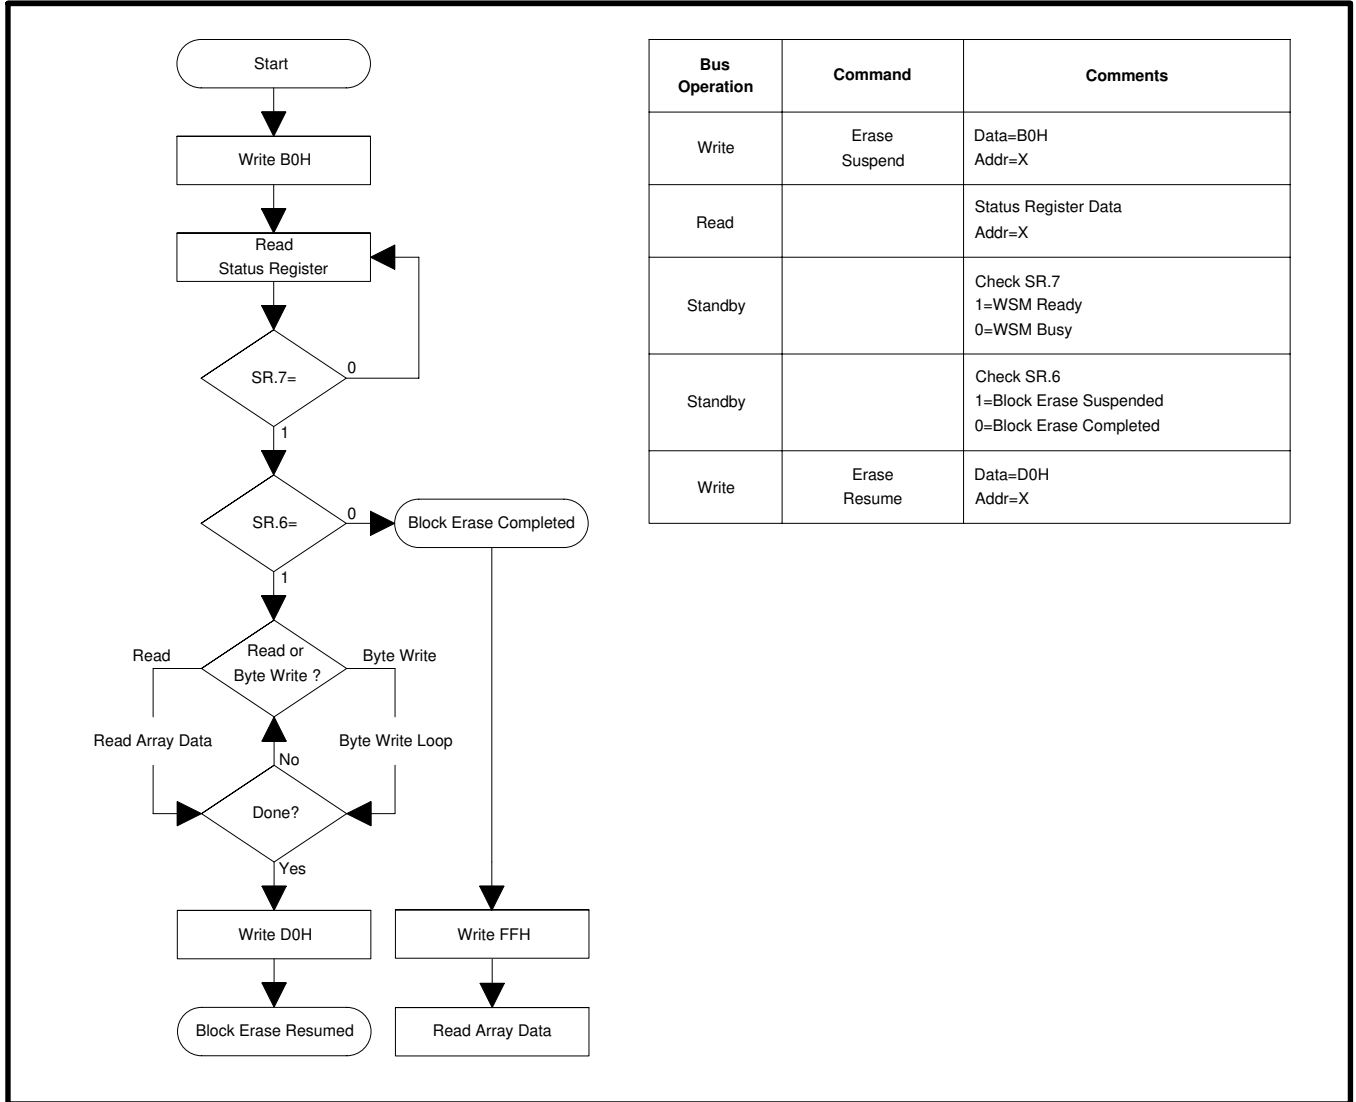 Start
Write B0H
Read
Status Register
SR.7=
0
1
SR.6=
0
Block Erase Completed
1
Read or
Byte Write ?
Read
Byte Write
Read Array Data
Byte Write Loop
No
Done?
Yes
Write D0H
Write FFH
Block Erase Resumed
Read Array Data
Bus
Operation
Command
Comments
Write
Erase
Suspend
Data=B0H
Addr=X
Read
Status Register Data
Addr=X
Standby
Check SR.7
1=WSM Ready
0=WSM Busy
Standby
Check SR.6
1=Block Erase Suspended
0=Block Erase Completed
Write
Erase
Resume
Data=D0H
Addr=X